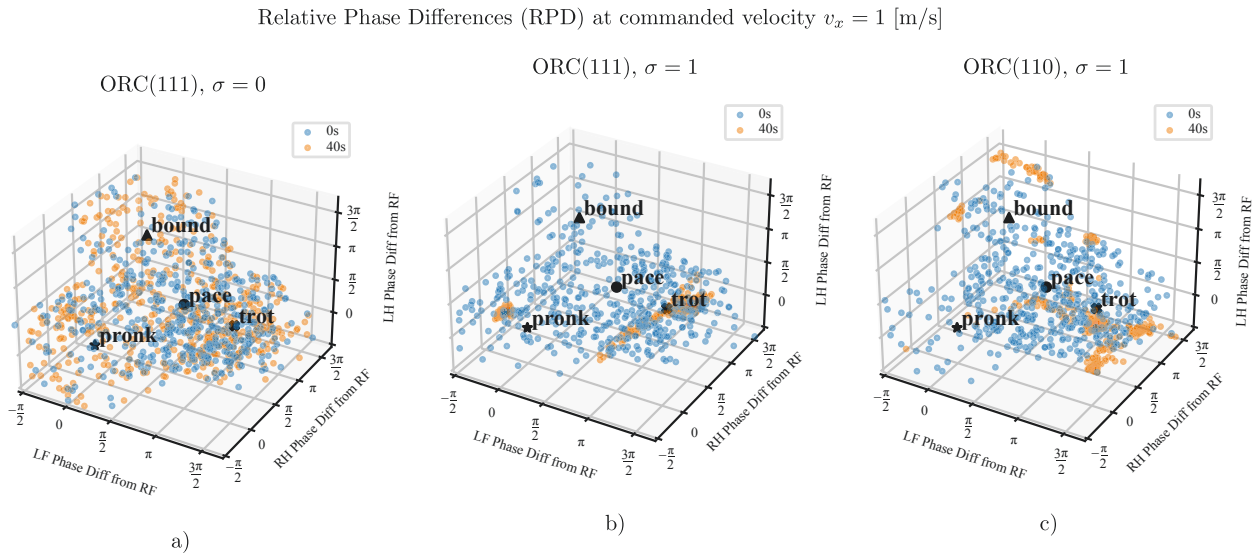 Relative Phase Differences (RPD) at commanded velocity v_x = 1 [m/s]
ORC(111), σ = 0
0s
40s
bound
pace
trot
pronk
3π/2
π
π/2
0
LH Phase Diff from RF
-π/2
0
π/2
π
3π/2
LF Phase Diff from RF
-π/2
0
π/2
π
3π/2
RH Phase Diff from RF
a)
ORC(111), σ = 1
0s
40s
bound
pace
trot
pronk
3π/2
π
π/2
0
LH Phase Diff from RF
-π/2
0
π/2
π
3π/2
LF Phase Diff from RF
-π/2
0
π/2
π
3π/2
RH Phase Diff from RF
b)
ORC(110), σ = 1
0s
40s
bound
pace
trot
pronk
3π/2
π
π/2
0
LH Phase Diff from RF
-π/2
0
π/2
π
3π/2
LF Phase Diff from RF
-π/2
0
π/2
π
3π/2
RH Phase Diff from RF
c)